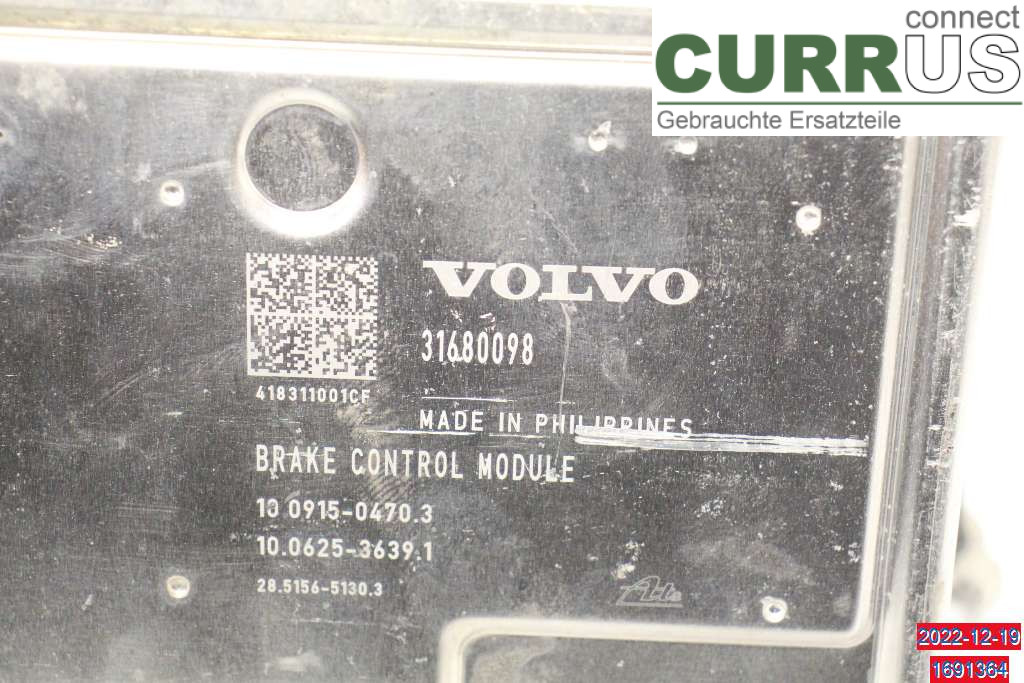 connect
CURRUS
Gebrauchte Ersatzteile
VOLVO
31680098
418311001CF
MADE IN PHILIPPINES
BRAKE CONTROL MODULE
10.0915-0470.3
10.0625-3639.1
28.5156-5130.3
Ate
2022-12-19
1691364